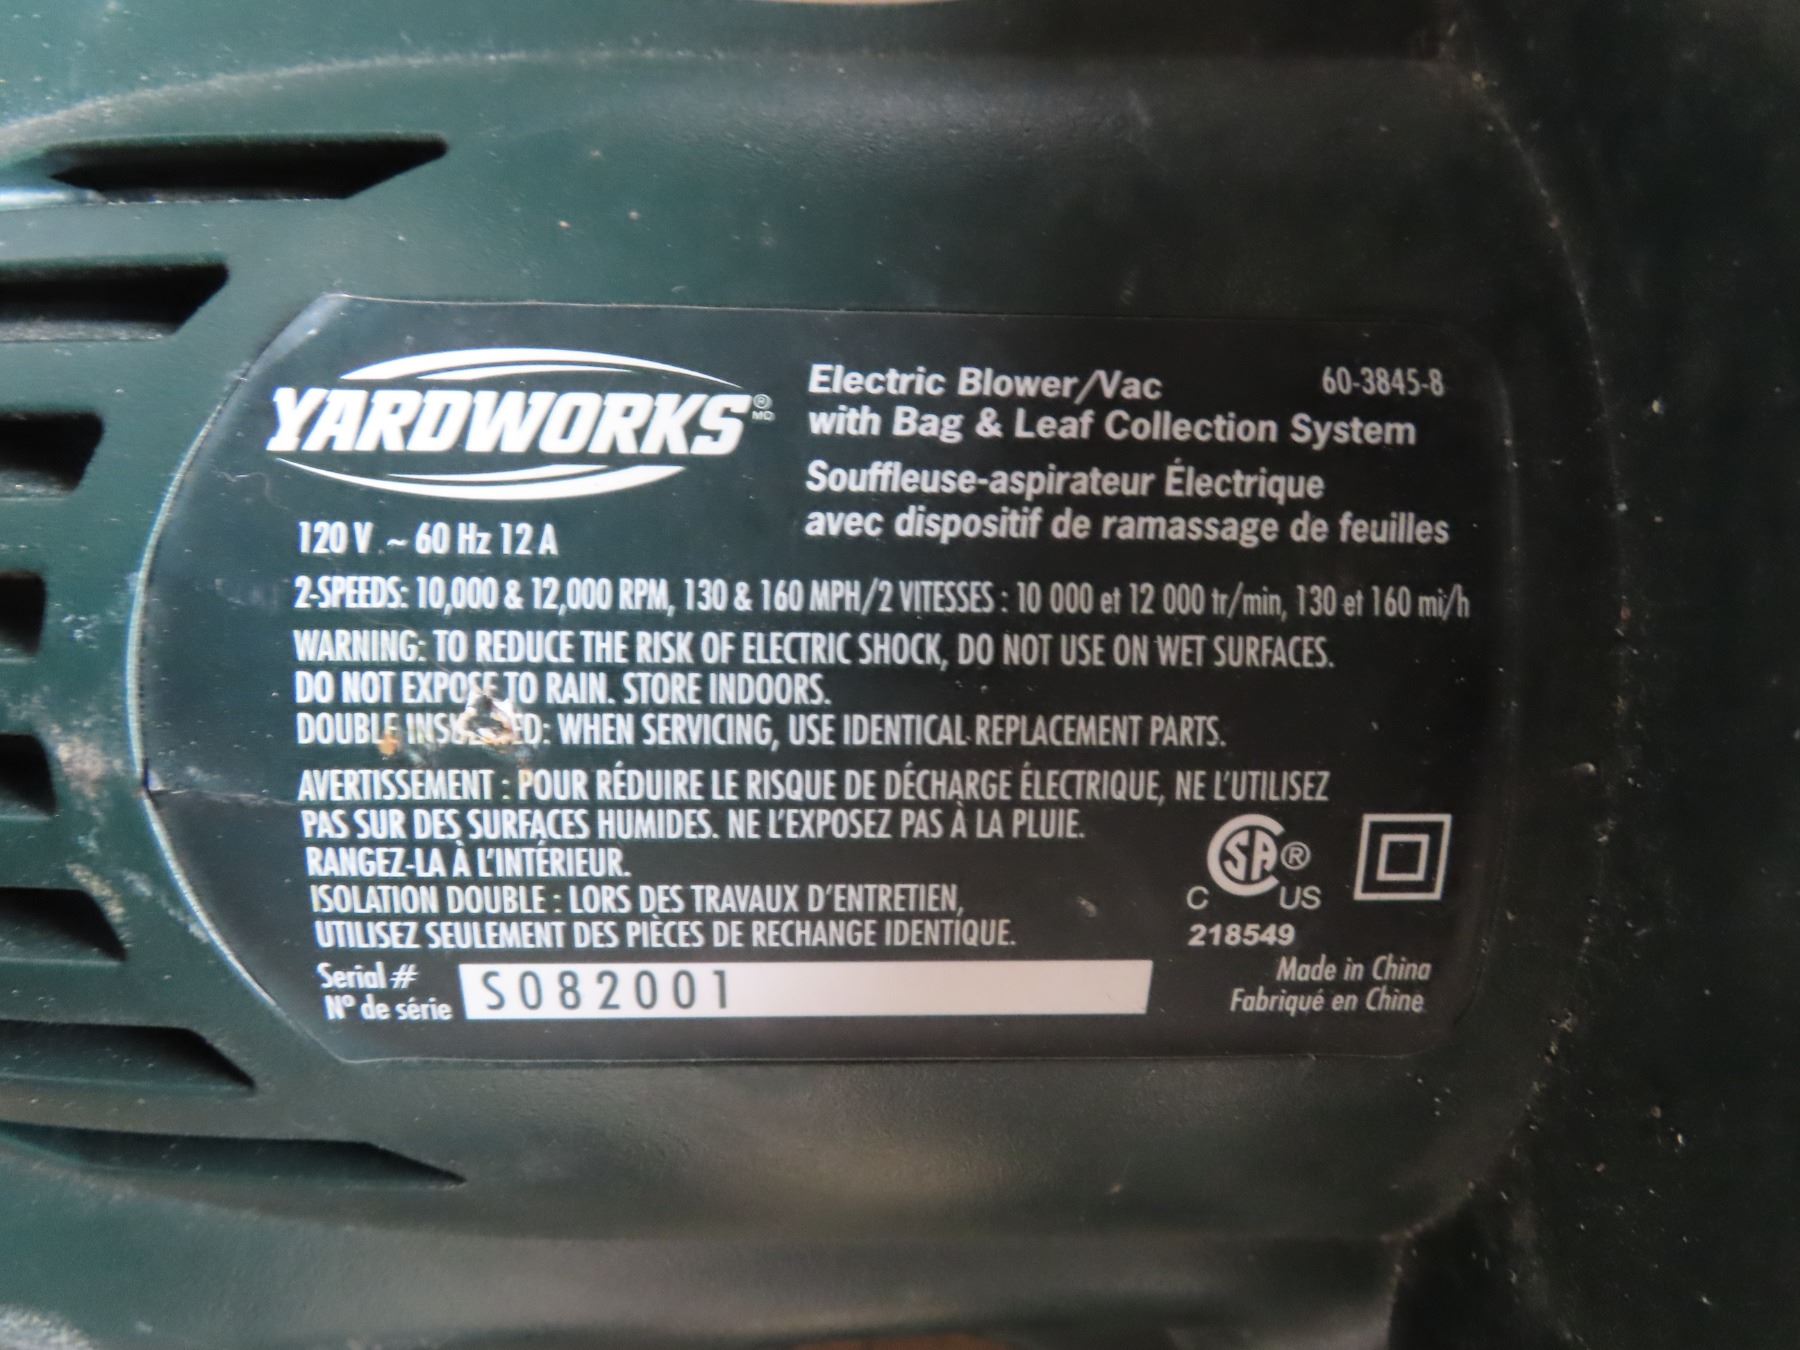 YARDWORKS® MD
Electric Blower/Vac 60-3845-8
with Bag & Leaf Collection System
Souffleuse-aspirateur Électrique
avec dispositif de ramassage de feuilles
120 V ~ 60 Hz 12 A
2-SPEEDS: 10,000 & 12,000 RPM, 130 & 160 MPH/2 VITESSES : 10 000 et 12 000 tr/min, 130 et 160 mi/h
WARNING: TO REDUCE THE RISK OF ELECTRIC SHOCK, DO NOT USE ON WET SURFACES.
DO NOT EXPOSE TO RAIN. STORE INDOORS.
DOUBLE WHEN SERVICING, USE IDENTICAL REPLACEMENT PARTS.
AVERTISSEMENT : POUR RÉDUIRE LE RISQUE DE DÉCHARGE ÉLECTRIQUE, NE L'UTILISEZ
PAS SUR DES SURFACES HUMIDES. NE L'EXPOSEZ PAS À LA PLUIE.
RANGEZ-LA À L'INTÉRIEUR.
ISOLATION DOUBLE : LORS DES TRAVAUX D'ENTRETIEN,
UTILISEZ SEULEMENT DES PIÈCES DE RECHANGE IDENTIQUE.
C SA® US
218549
Serial #
N° de série S082001
Made in China
Fabriqué en Chine